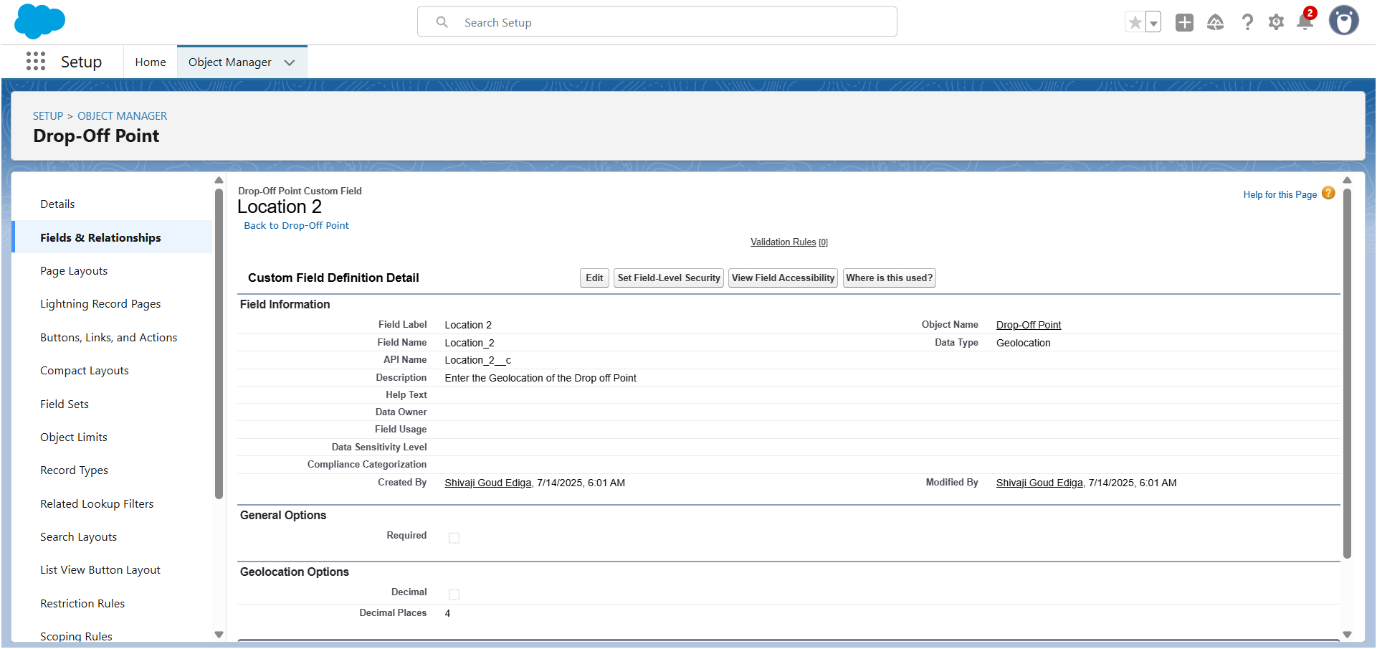 Search Setup
2
Setup
Home
Object Manager
SETUP > OBJECT MANAGER
Drop-Off Point
Details
Fields & Relationships
Page Layouts
Lightning Record Pages
Buttons, Links, and Actions
Compact Layouts
Field Sets
Object Limits
Record Types
Related Lookup Filters
Search Layouts
List View Button Layout
Restriction Rules
Scoping Rules
Drop-Off Point Custom Field
Location 2
Back to Drop-Off Point
Help for this Page ?
Validation Rules [0]
Custom Field Definition Detail
Edit
Set Field-Level Security
View Field Accessibility
Where is this used?
Field Information
Field Label Location 2 Object Name Drop-Off Point
Field Name Location_2 Data Type Geolocation
API Name Location_2__c
Description Enter the Geolocation of the Drop off Point
Help Text
Data Owner
Field Usage
Data Sensitivity Level
Compliance Categorization
Created By Shivaji Goud Ediga, 7/14/2025, 6:01 AM Modified By Shivaji Goud Ediga, 7/14/2025, 6:01 AM
General Options
Required
Geolocation Options
Decimal
Decimal Places 4